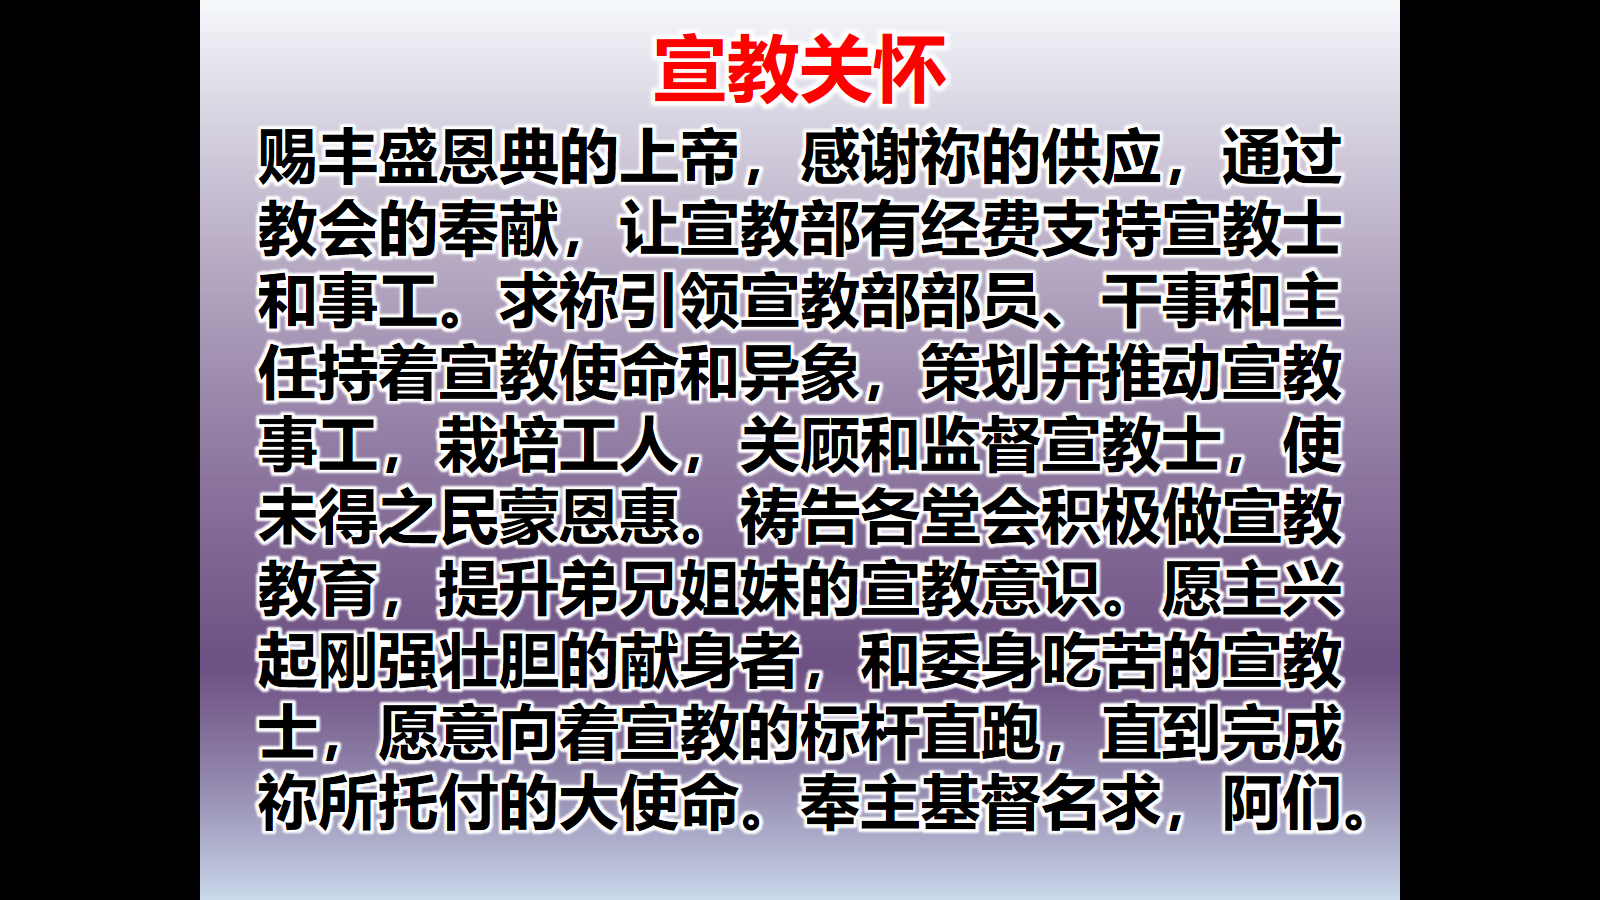 宣教关怀
赐丰盛恩典的上帝，感谢祢的供应，通过
教会的奉献，让宣教部有经费支持宣教士
和事工。求祢引领宣教部部员、干事和主
任持着宣教使命和异象，策划并推动宣教
事工，栽培工人，关顾和监督宣教士，使
未得之民蒙恩惠。祷告各堂会积极做宣教
教育，提升弟兄姐妹的宣教意识。愿主兴
起刚强壮胆的献身者，和委身吃苦的宣教
士，愿意向着宣教的标杆直跑，直到完成
祢所托付的大使命。奉主基督名求，阿们。